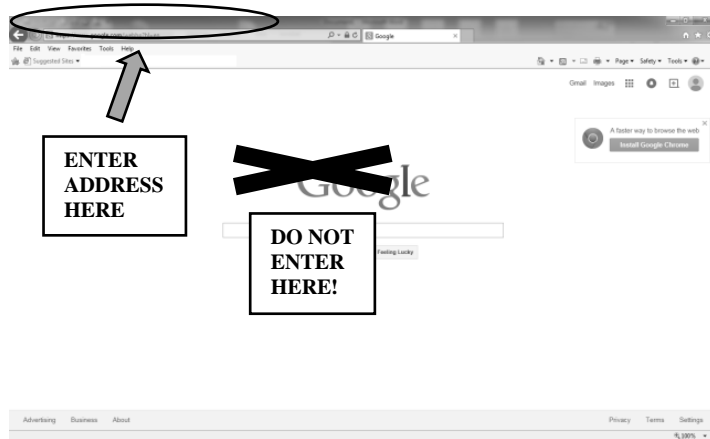 Google
File Edit View Favorites Tools Help
Suggested Sites
Page Safety Tools
Gmail Images
A faster way to browse the web
Install Google Chrome
ENTER
ADDRESS
HERE
Google
DO NOT
ENTER
HERE!
Feeling Lucky
Advertising Business About
Privacy Terms Settings
100%